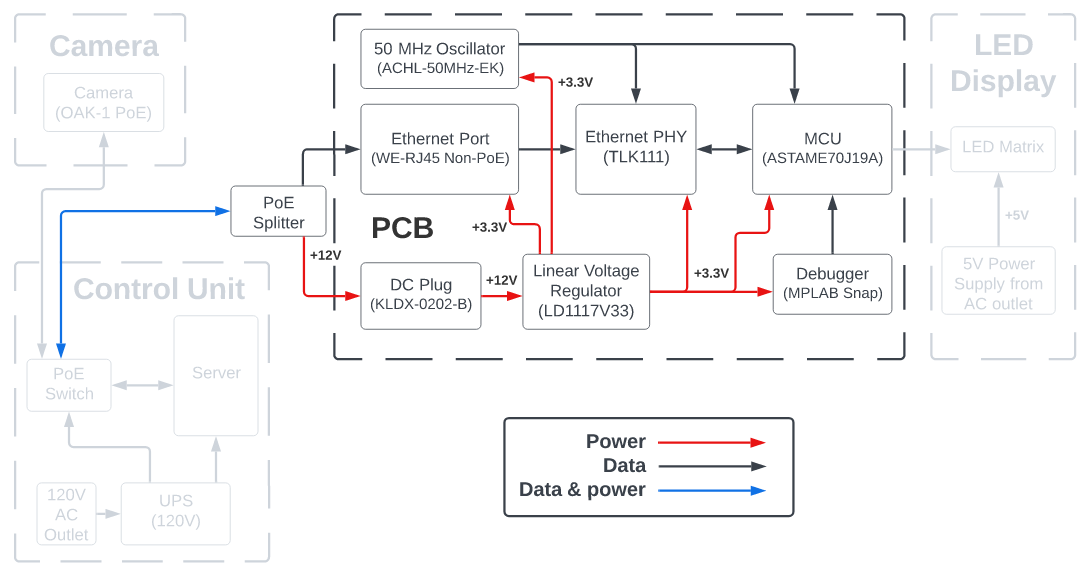 Camera
Camera
(OAK-1 PoE)
50 MHz Oscillator
(ACHL-50MHz-EK)
+3.3V
Ethernet Port
(WE-RJ45 Non-PoE)
Ethernet PHY
(TLK111)
MCU
(ASTAME70J19A)
LED
Display
LED Matrix
+5V
5V Power
Supply from
AC outlet
PoE
Splitter
+12V
PCB
+3.3V
DC Plug
(KLDX-0202-B)
+12V
Linear Voltage
Regulator
(LD1117V33)
+3.3V
Debugger
(MPLAB Snap)
Control Unit
PoE
Switch
Server
120V
AC
Outlet
UPS
(120V)
Power
Data
Data & power